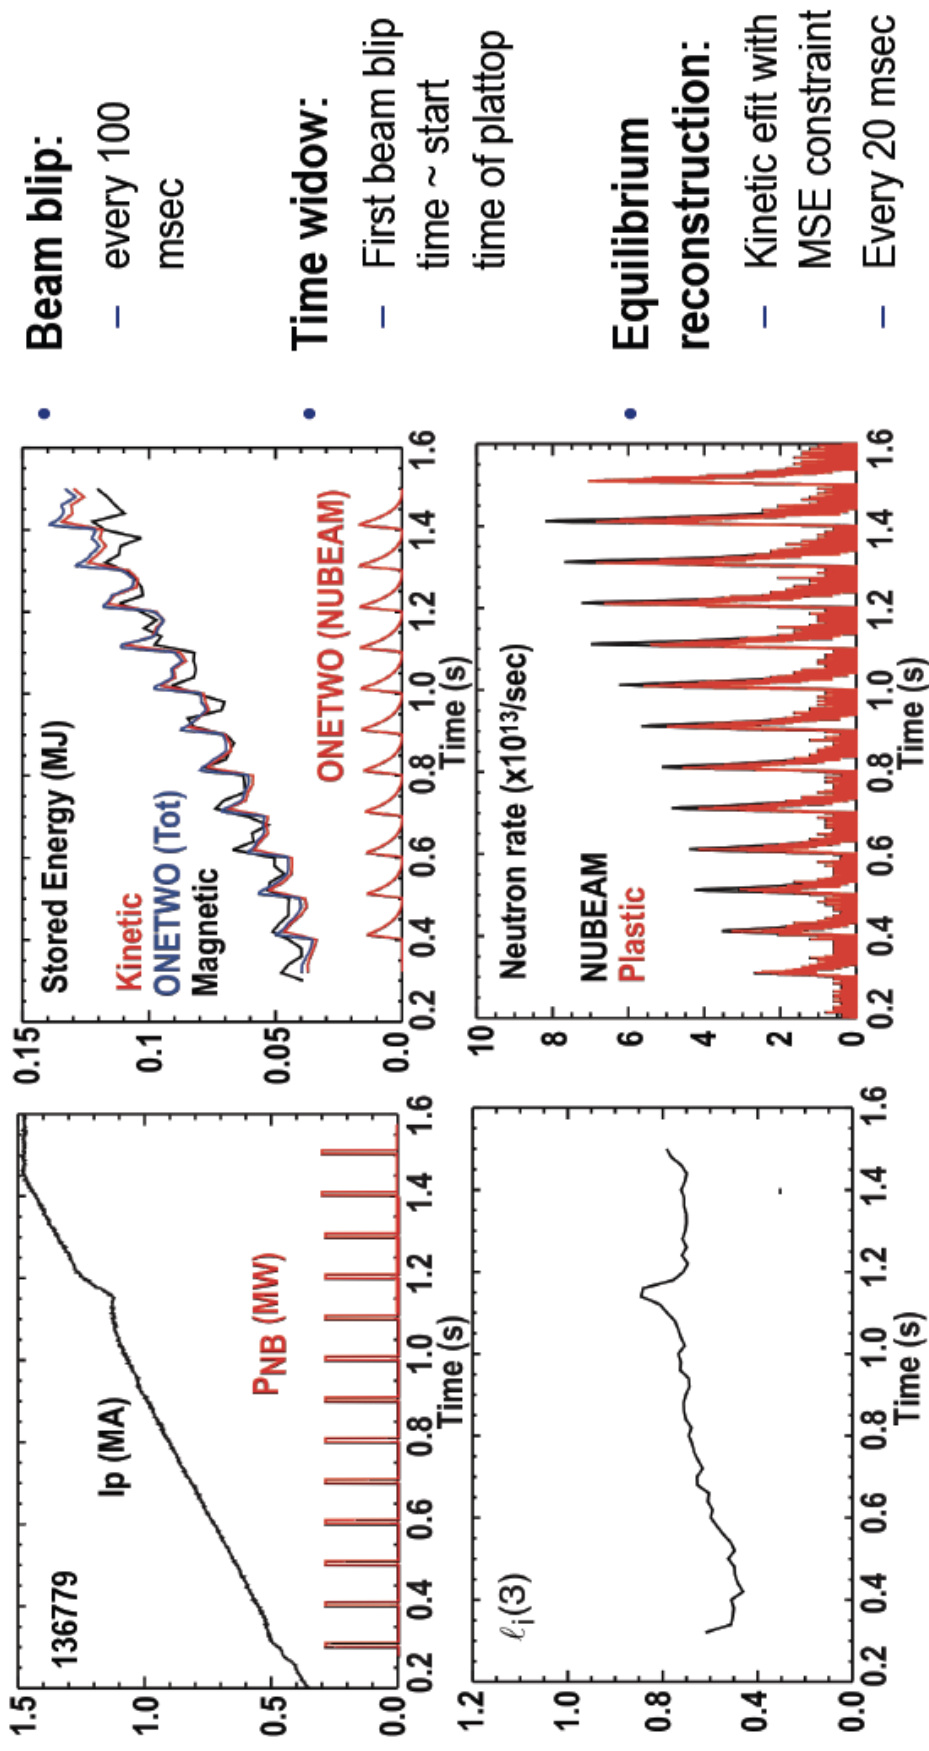 136779
Ip (MA)
PNB (MW)
1.5
1.0
0.5
0.0
0.2 0.4 0.6 0.8 1.0 1.2 1.4 1.6
Time (s)
Stored Energy (MJ)
Kinetic
ONETWO (Tot)
Magnetic
ONETWO (NUBEAM)
0.15
0.1
0.05
0.0
0.2 0.4 0.6 0.8 1.0 1.2 1.4 1.6
Time (s)
ℓi(3)
1.2
1.0
0.8
0.4
0.0
0.2 0.4 0.6 0.8 1.0 1.2 1.4 1.6
Time (s)
Neutron rate (x10¹³/sec)
NUBEAM
Plastic
10
8
6
4
2
0
0.2 0.4 0.6 0.8 1.0 1.2 1.4 1.6
Time (s)
• Beam blip:
– every 100
msec
• Time widow:
– First beam blip
time ~ start
time of plattop
• Equilibrium
reconstruction:
– Kinetic efit with
MSE constraint
– Every 20 msec